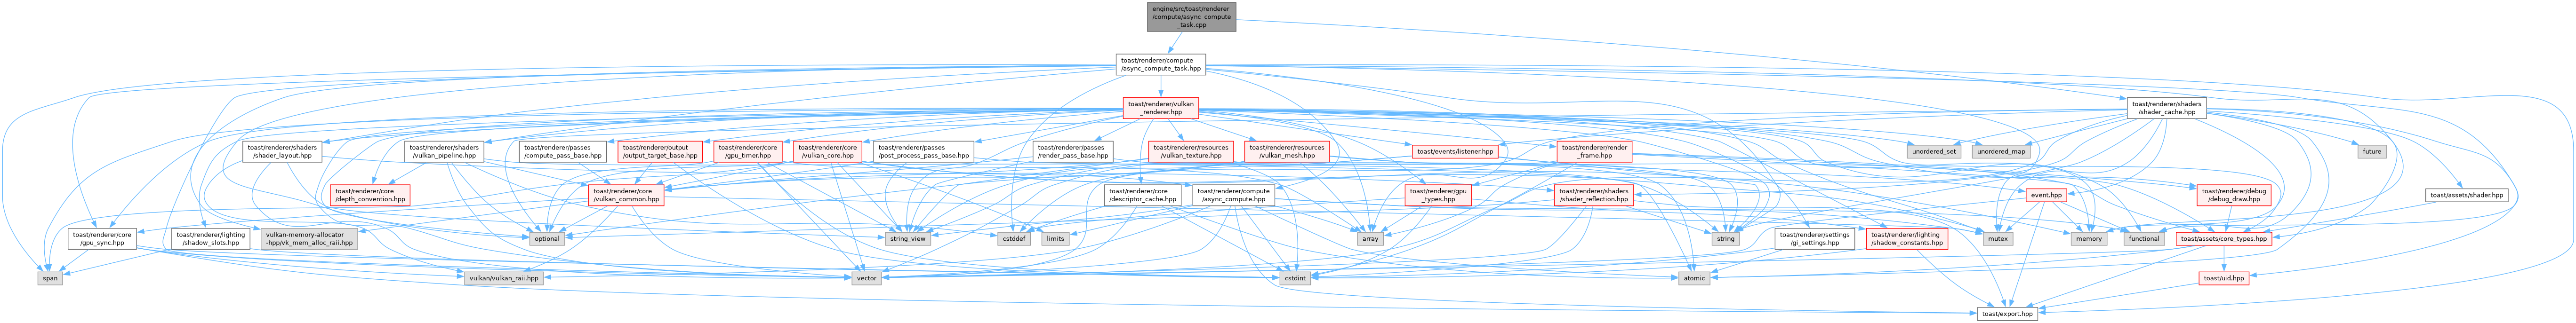 engine/src/toast/renderer
/compute/async_compute
_task.cpp
toast/renderer/compute
/async_compute_task.hpp
toast/renderer/vulkan
_renderer.hpp
toast/renderer/shaders
/shader_cache.hpp
toast/renderer/shaders
/shader_layout.hpp
toast/renderer/shaders
/vulkan_pipeline.hpp
toast/renderer/passes
/compute_pass_base.hpp
toast/renderer/output
/output_target_base.hpp
toast/renderer/core
/gpu_timer.hpp
toast/renderer/core
/vulkan_core.hpp
toast/renderer/passes
/post_process_pass_base.hpp
toast/renderer/passes
/render_pass_base.hpp
toast/renderer/resources
/vulkan_texture.hpp
toast/renderer/resources
/vulkan_mesh.hpp
toast/events/listener.hpp
toast/renderer/render
_frame.hpp
unordered_set
unordered_map
future
toast/renderer/core
/depth_convention.hpp
toast/renderer/core
/vulkan_common.hpp
toast/renderer/core
/descriptor_cache.hpp
toast/renderer/compute
/async_compute.hpp
toast/renderer/gpu
_types.hpp
toast/renderer/shaders
/shader_reflection.hpp
event.hpp
toast/renderer/debug
/debug_draw.hpp
toast/assets/shader.hpp
toast/renderer/core
/gpu_sync.hpp
toast/renderer/lighting
/shadow_slots.hpp
vulkan-memory-allocator
-hpp/vk_mem_alloc_raii.hpp
optional
string_view
cstddef
limits
array
string
toast/renderer/settings
/gi_settings.hpp
toast/renderer/lighting
/shadow_constants.hpp
mutex
memory
functional
toast/assets/core_types.hpp
span
vulkan/vulkan_raii.hpp
vector
cstdint
atomic
toast/uid.hpp
toast/export.hpp